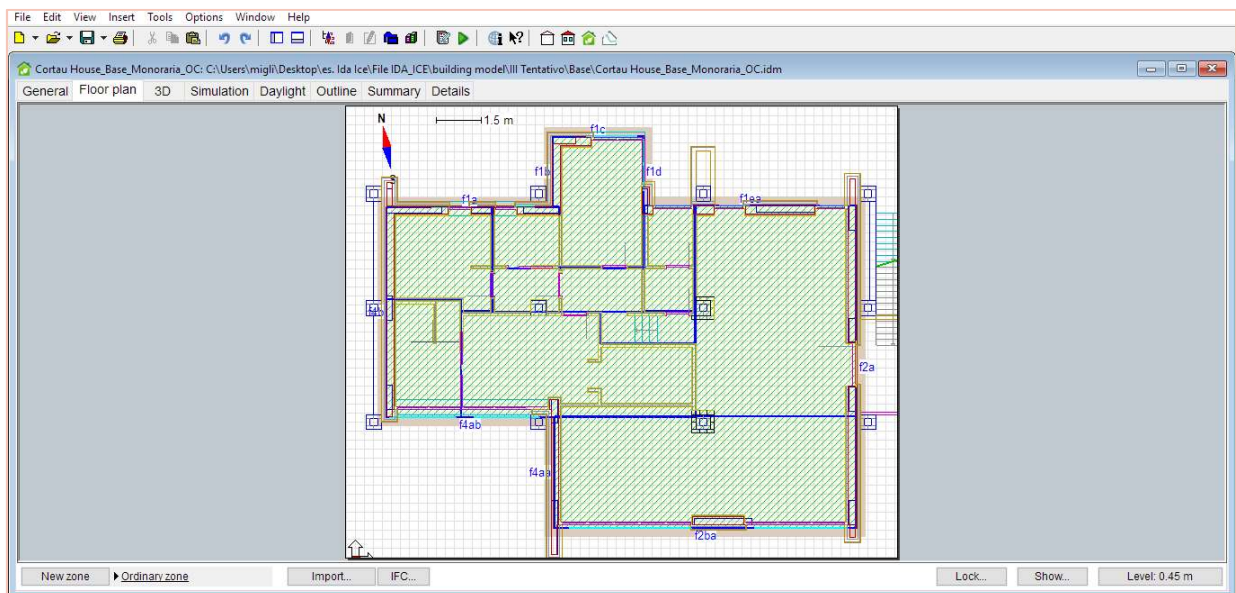 File Edit View Insert Tools Options Window Help
Cortau House_Base_Monoraria_OC: C:\Users\migli\Desktop\es. Ida Ice\File IDA_ICE\building model\III Tentativo\Base\Cortau House_Base_Monoraria_OC.idm
General Floor plan 3D Simulation Daylight Outline Summary Details
N 1.5 m
f1c
f1b f1d
S
f1a f1ea
f4b
f2a
f4ab
f4aa
f2ba
New zone Ordinary zone Import... IFC... Lock... Show... Level: 0.45 m